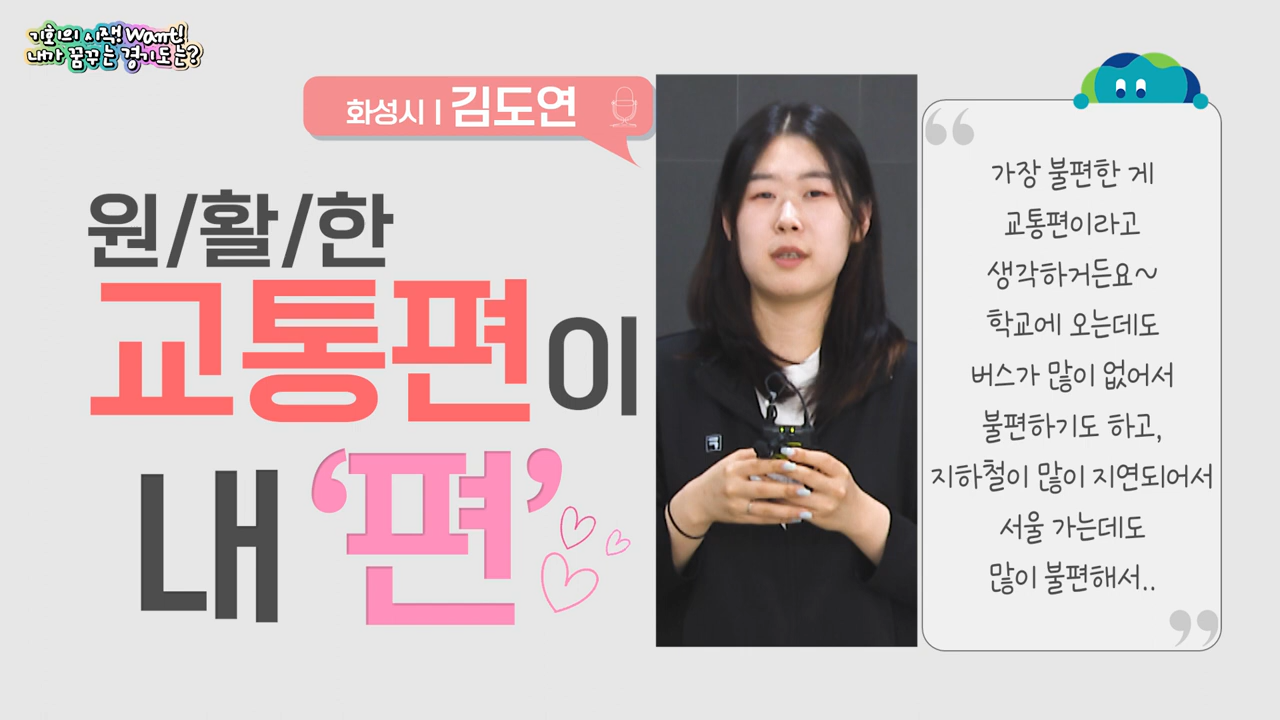 기회의 시작! Want!
내가 꿈꾸는 경기도는?
화성시 | 김도연
원/활/한
교통편이
내 '편'
“
가장 불편한 게
교통편이라고
생각하거든요~
학교에 오는데도
버스가 많이 없어서
불편하기도 하고,
지하철이 많이 지연되어서
서울 가는데도
많이 불편해서..
”